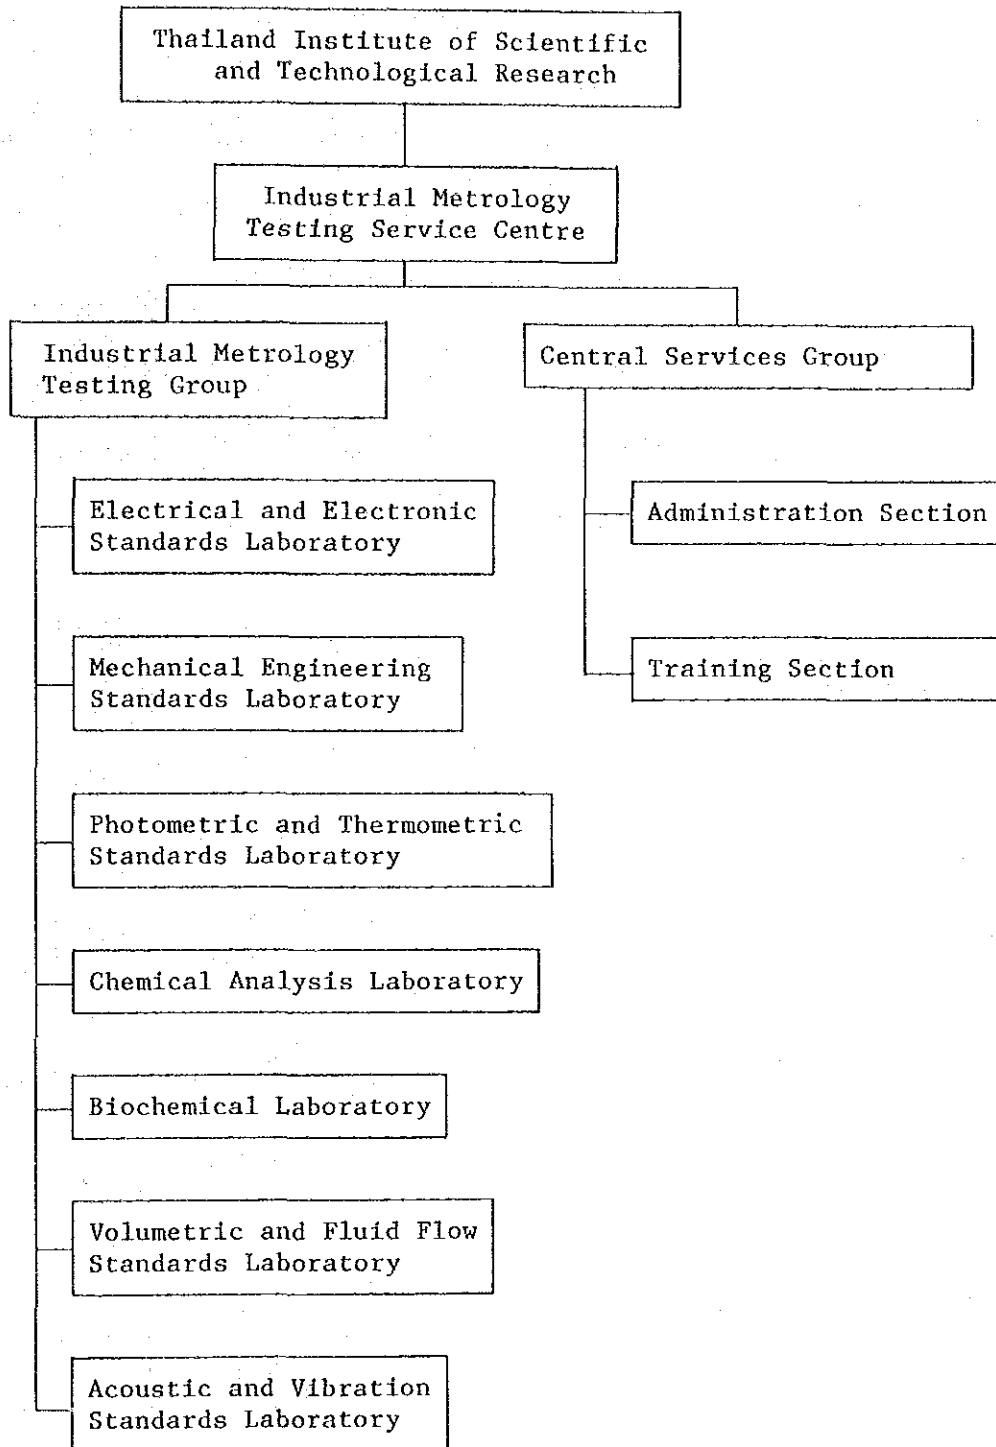 Thailand Institute of Scientific
and Technological Research
Industrial Metrology
Testing Service Centre
Industrial Metrology
Testing Group
Central Services Group
Electrical and Electronic
Standards Laboratory
Mechanical Engineering
Standards Laboratory
Photometric and Thermometric
Standards Laboratory
Chemical Analysis Laboratory
Biochemical Laboratory
Volumetric and Fluid Flow
Standards Laboratory
Acoustic and Vibration
Standards Laboratory
Administration Section
Training Section